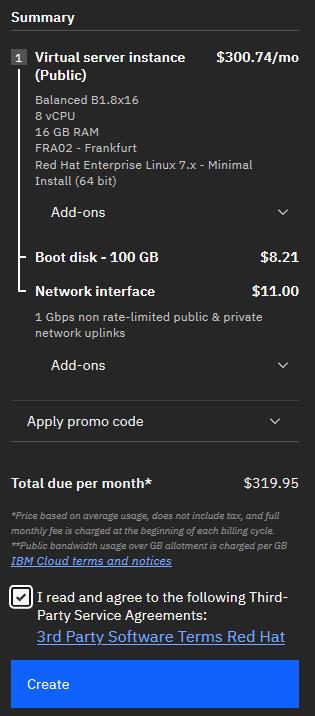 Summary
1 Virtual server instance $300.74/mo
(Public)
Balanced B1.8x16
8 vCPU
16 GB RAM
FRA02 - Frankfurt
Red Hat Enterprise Linux 7.x - Minimal
Install (64 bit)
Add-ons
Boot disk - 100 GB $8.21
Network interface $11.00
1 Gbps non rate-limited public & private
network uplinks
Add-ons
Apply promo code
Total due per month* $319.95
*Price based on average usage, does not include tax, and full
monthly fee is charged at the beginning of each billing cycle.
**Public bandwidth usage over GB allotment is charged per GB
IBM Cloud terms and notices
I read and agree to the following Third-
Party Service Agreements:
3rd Party Software Terms Red Hat
Create